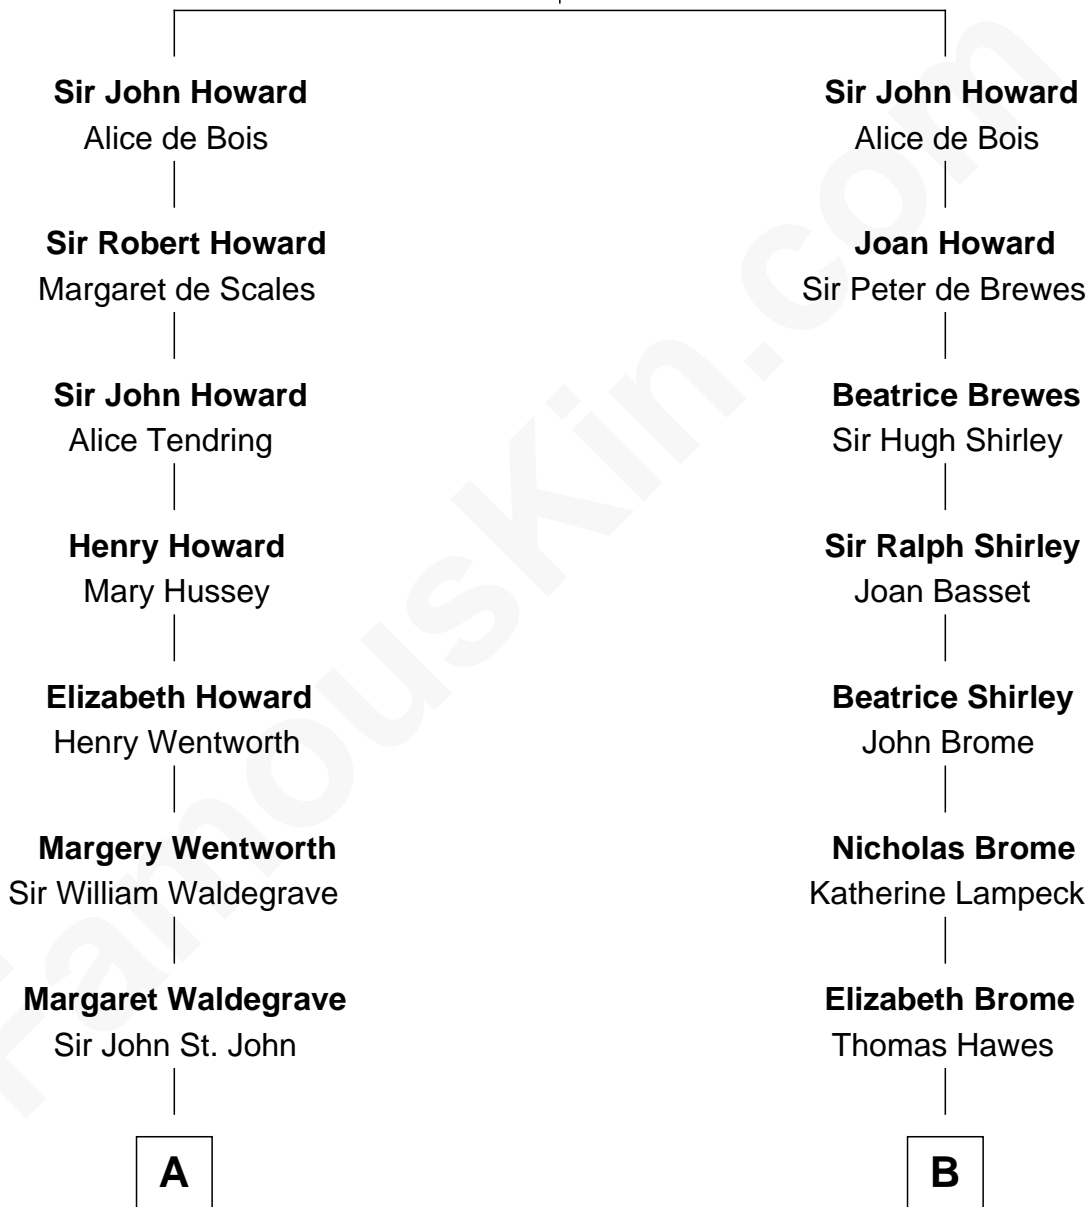 Sir John Howard
Alice de Bois
Sir Robert Howard
Margaret de Scales
Sir John Howard
Alice Tendring
Henry Howard
Mary Hussey
Elizabeth Howard
Henry Wentworth
Margery Wentworth
Sir William Waldegrave
Margaret Waldegrave
Sir John St. John
A
Sir John Howard
Alice de Bois
Joan Howard
Sir Peter de Brewes
Beatrice Brewes
Sir Hugh Shirley
Sir Ralph Shirley
Joan Basset
Beatrice Shirley
John Brome
Nicholas Brome
Katherine Lampeck
Elizabeth Brome
Thomas Hawes
B
FamousKin.com